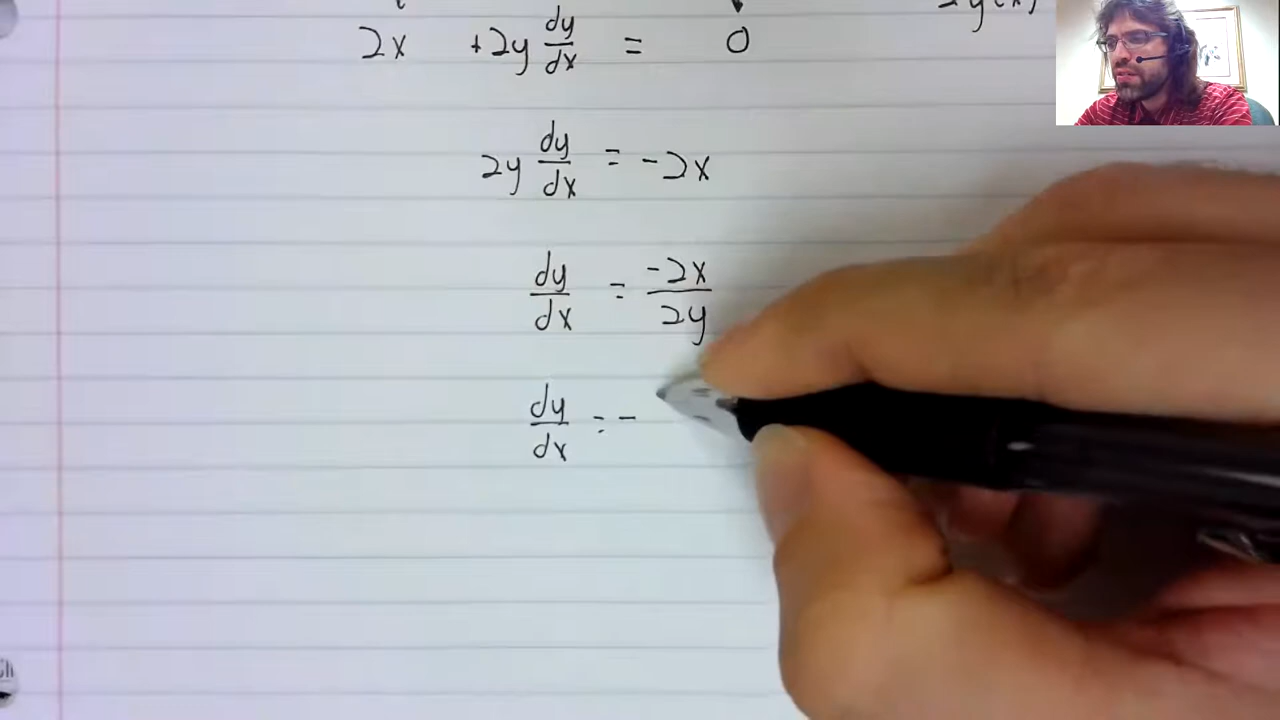 2x +2y dy/dx = 0
2y dy/dx = -2x
dy/dx = -2x/2y
dy/dx = -